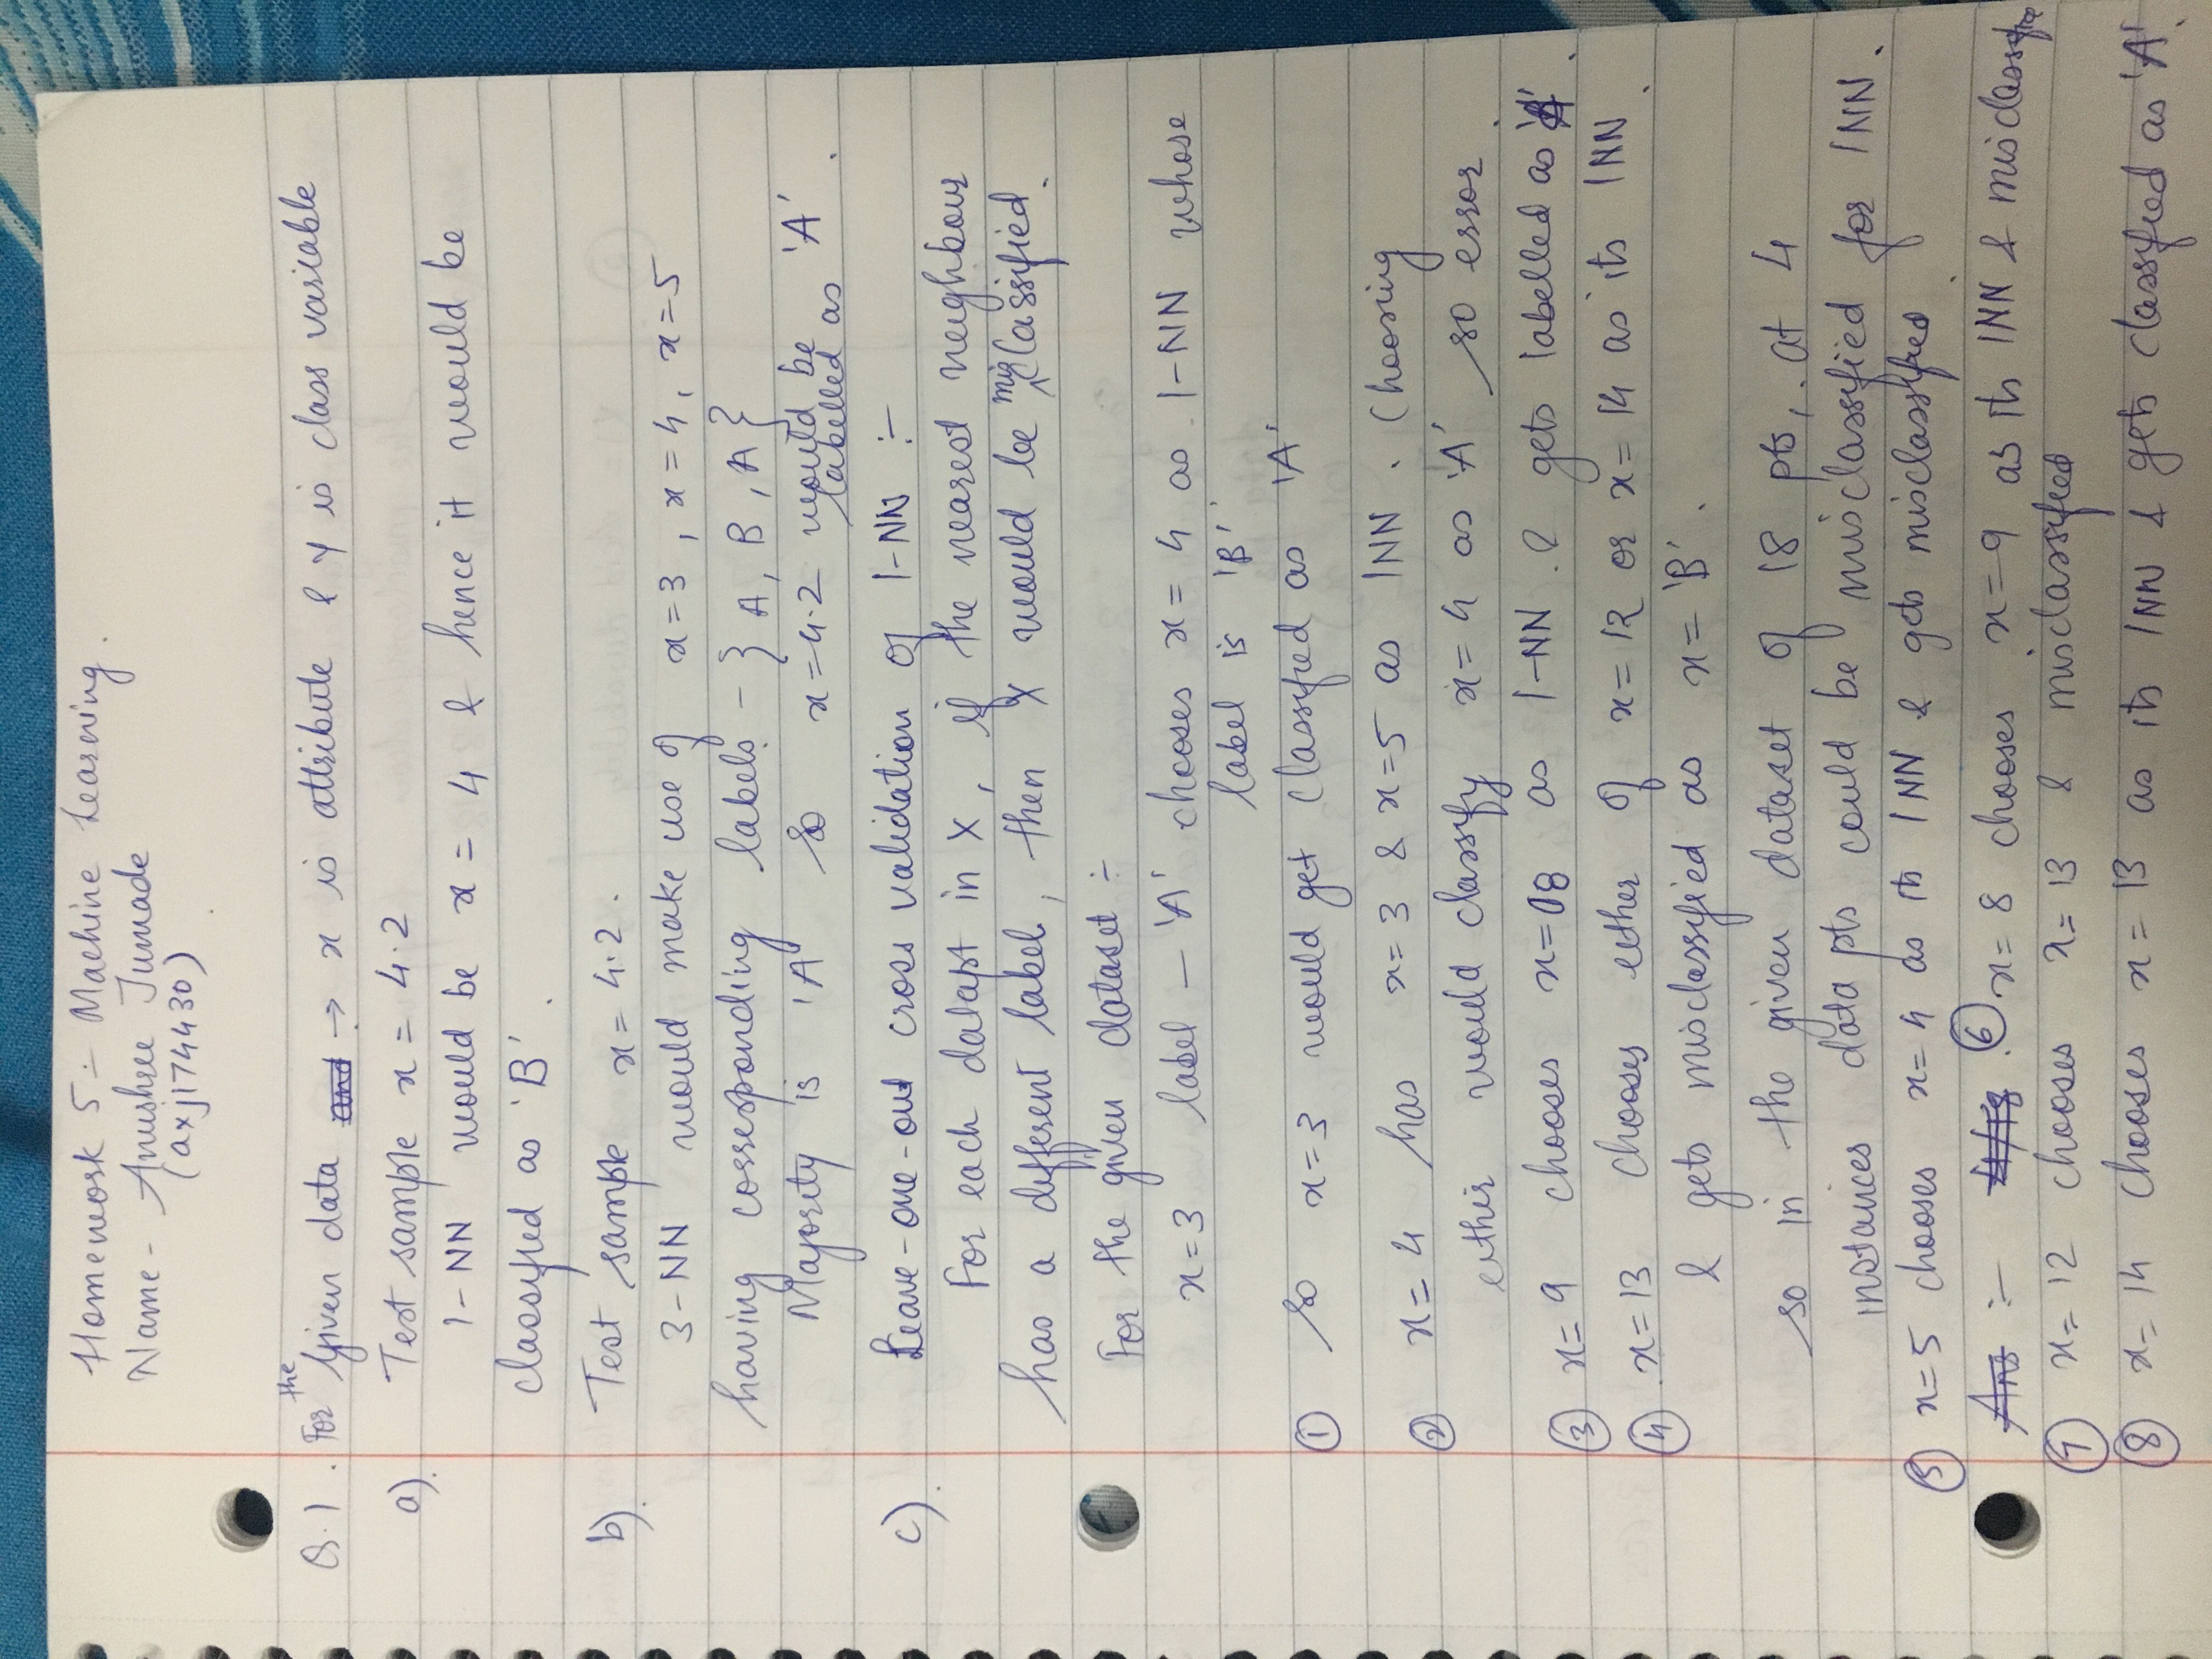 Homework 5:- Machine Learning.
Name - Anushree Jumade
(axj174430)
Q.1. For the Given data and → x is attribute & Y is class variable
a). Test sample x = 4.2
1-NN would be x = 4 & hence it would be
classified as 'B'.
b). Test sample x = 4.2.
3-NN would make use of x=3, x=4, x=5
having corresponding labels - } A, B, A }
Majority is 'A' So x=4.2 would be 'A'
labelled as .
c). Leave-one-out cross validation of 1-NN :-
For each datapt in X, if the nearest neighbour
has a different label, then X would be misclassified.
For the given dataset :-
x=3 label - 'A' chooses x= 4 as 1-NN whose
label is 'B'
① So x=3 would get classified as 'A'
② x=4 has x=3 & x=5 as 1NN. Choosing
either would classify x=4 as 'A' so error.
③ x=9 chooses x=08 as 1-NN. & gets labelled as 'A'.
④ x=13 chooses either of x=12 or x=14 as its 1NN.
& gets misclassified as x= 'B'.
so in the given dataset of 18 pts,. at 4
instances data pts could be misclassified for 1NN.
⑤ x=5 chooses x=4 as its 1NN & gets misclassified.
Ans :- 4/18 . ⑥ x=8 chooses x=9 as its 1NN & misclassifie
⑦ x=12 chooses x=13 & misclassified
⑧ x=14 chooses x=13 as its 1NN & gets classified as 'A'.